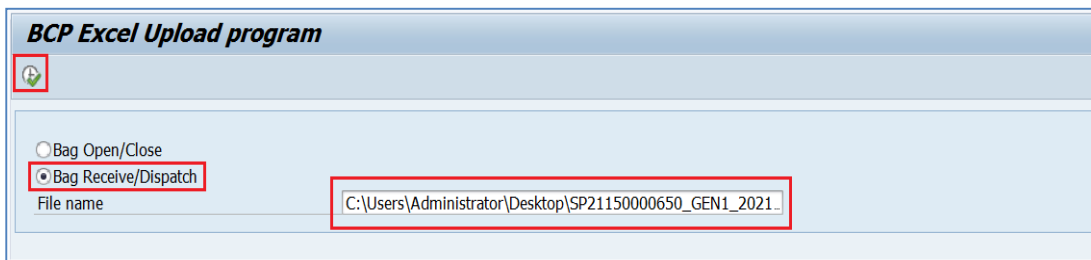 BCP Excel Upload program
Bag Open/Close
Bag Receive/Dispatch
File name C:\Users\Administrator\Desktop\SP21150000650_GEN1_2021...